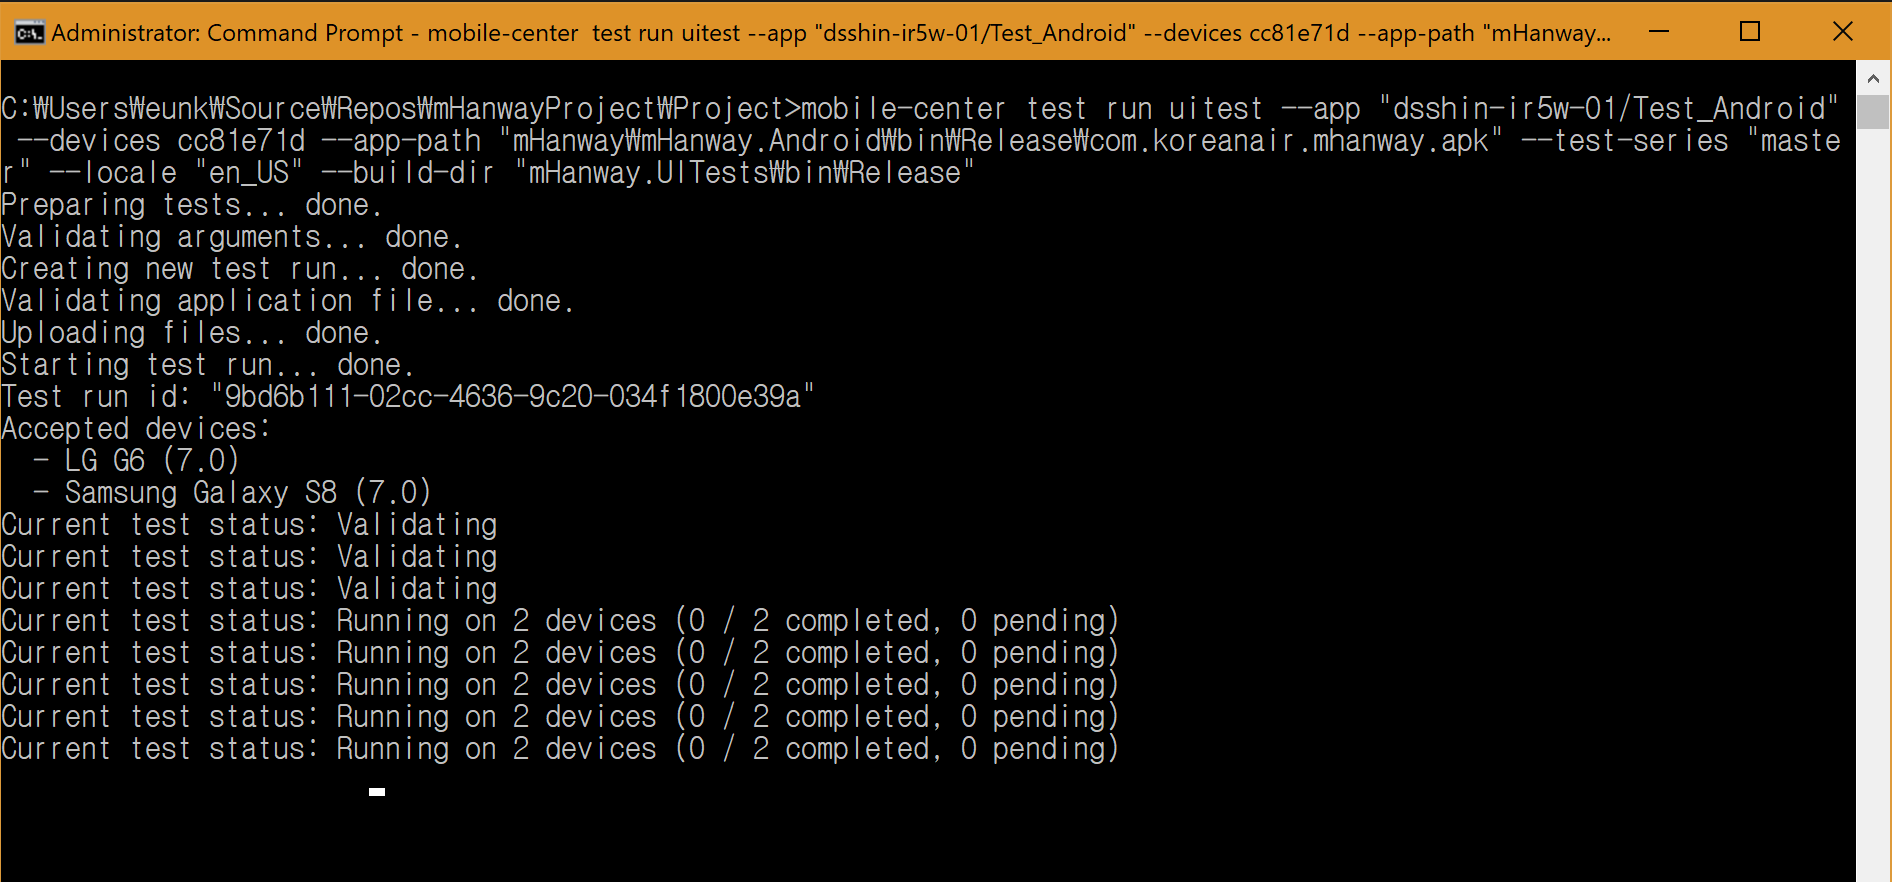 Administrator: Command Prompt - mobile-center  test run uitest --app "dsshin-ir5w-01/Test_Android" --devices cc81e71d --app-path "mHanway...
C:₩Users₩eunk₩Source₩Repos₩mHanwayProject₩Project>mobile-center test run uitest --app "dsshin-ir5w-01/Test_Android"
 --devices cc81e71d --app-path "mHanway₩mHanway.Android₩bin₩Release₩com.koreanair.mhanway.apk" --test-series "maste
r" --locale "en_US" --build-dir "mHanway.UITests₩bin₩Release"
Preparing tests... done.
Validating arguments... done.
Creating new test run... done.
Validating application file... done.
Uploading files... done.
Starting test run... done.
Test run id: "9bd6b111-02cc-4636-9c20-034f1800e39a"
Accepted devices:
  - LG G6 (7.0)
  - Samsung Galaxy S8 (7.0)
Current test status: Validating
Current test status: Validating
Current test status: Validating
Current test status: Running on 2 devices (0 / 2 completed, 0 pending)
Current test status: Running on 2 devices (0 / 2 completed, 0 pending)
Current test status: Running on 2 devices (0 / 2 completed, 0 pending)
Current test status: Running on 2 devices (0 / 2 completed, 0 pending)
Current test status: Running on 2 devices (0 / 2 completed, 0 pending)